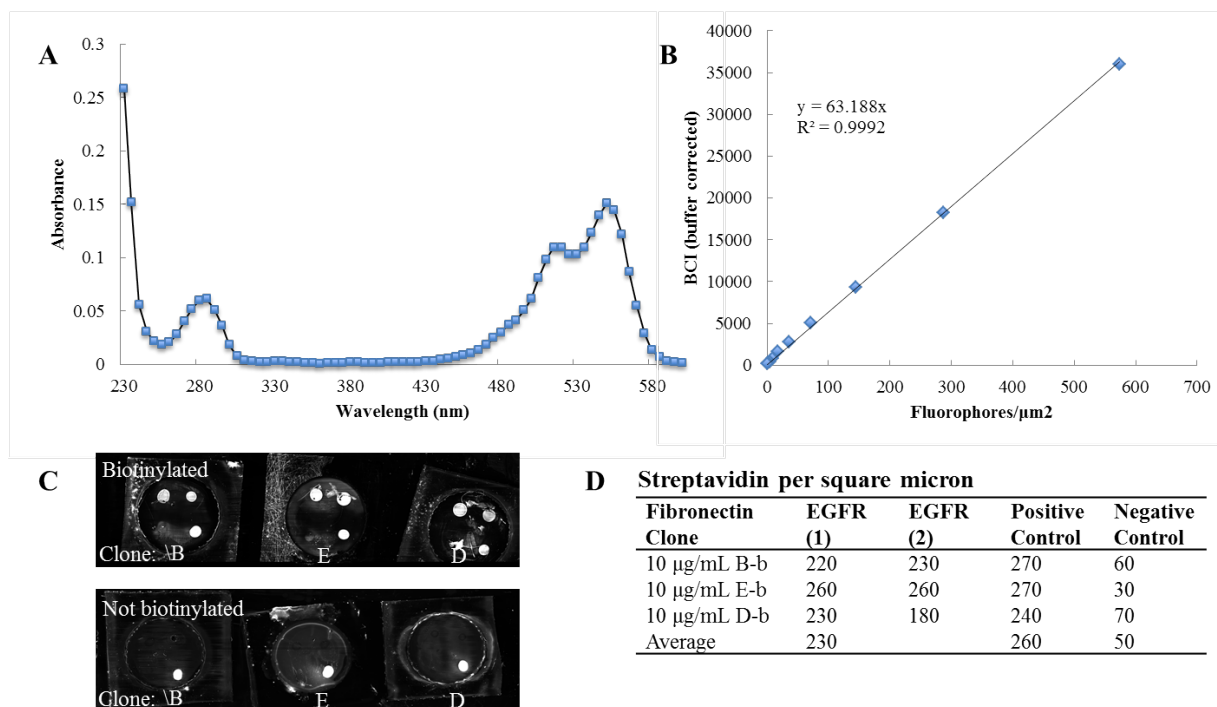 A
0.3
0.25
0.2
0.15
0.1
0.05
0
Absorbance
230 280 330 380 430 480 530 580
Wavelength (nm)
B
40000
35000
30000
25000
20000
15000
10000
5000
0
BCI (buffer corrected)
y = 63.188x
R² = 0.9992
0 100 200 300 400 500 600 700
Fluorophores/µm2
C
Biotinylated
Clone: \B E D
Not biotinylated
Clone: \B E D
D Streptavidin per square micron
Fibronectin EGFR EGFR Positive Negative
Clone (1) (2) Control Control
10 µg/mL B-b 220 230 270 60
10 µg/mL E-b 260 260 270 30
10 µg/mL D-b 230 180 240 70
Average 230 260 50